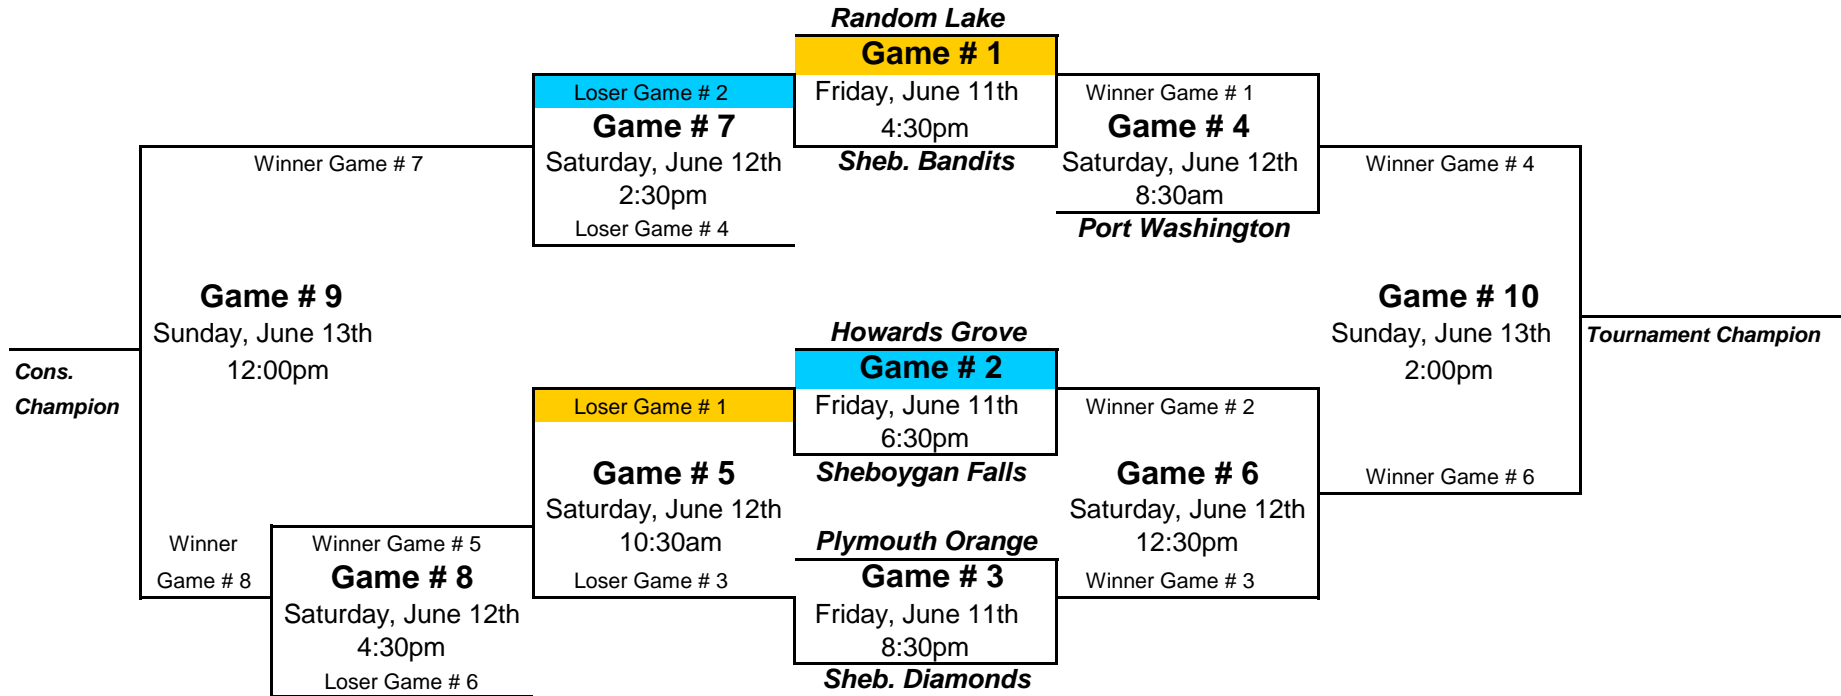 Random Lake
Game # 1
Loser Game # 2
Friday, June 11th
Winner Game # 1
Game # 7
4:30pm
Game # 4
Winner Game # 7
Saturday, June 12th
Sheb. Bandits
Saturday, June 12th
Winner Game # 4
2:30pm
8:30am
Loser Game # 4
Port Washington
Game # 9
Game # 10
Sunday, June 13th
Howards Grove
Sunday, June 13th
Tournament Champion
Cons.
12:00pm
Game # 2
2:00pm
Champion
Loser Game # 1
Friday, June 11th
Winner Game # 2
6:30pm
Game # 5
Sheboygan Falls
Game # 6
Winner Game # 6
Saturday, June 12th
Saturday, June 12th
Winner
Winner Game # 5
10:30am
Plymouth Orange
12:30pm
Game # 8
Game # 8
Loser Game # 3
Game # 3
Winner Game # 3
Saturday, June 12th
Friday, June 11th
4:30pm
8:30pm
Loser Game # 6
Sheb. Diamonds